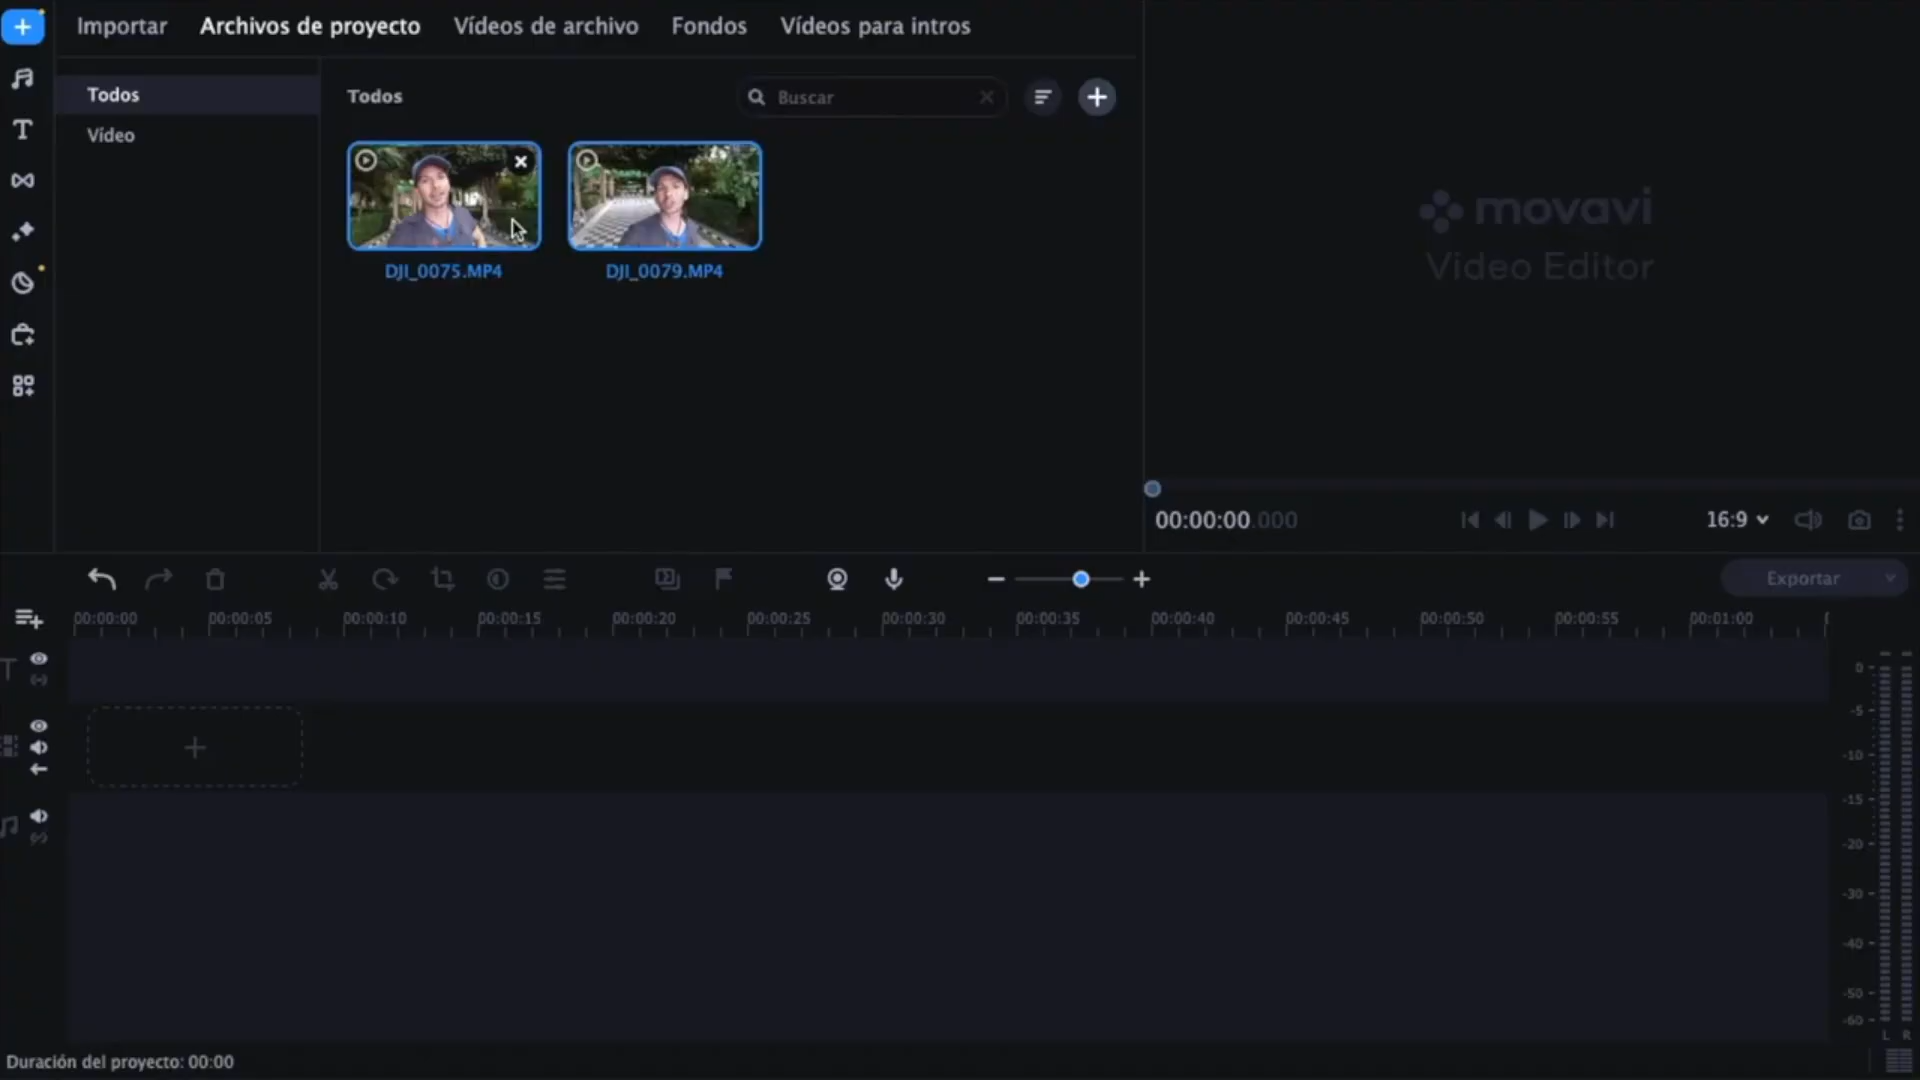 Importar Archivos de proyecto Vídeos de archivo Fondos Vídeos para intros
Todos
Vídeo
Todos
Buscar
DJI_0075.MP4 DJI_0079.MP4
movavi
Video Editor
00:00:00.000
16:9
Exportar
00:00:00 00:00:05 00:00:10 00:00:15 00:00:20 00:00:25 00:00:30 00:00:35 00:00:40 00:00:45 00:00:50 00:00:55 00:01:00
0
-5
-10
-15
-20
-30
-40
-50
-60
L R
Duración del proyecto: 00:00